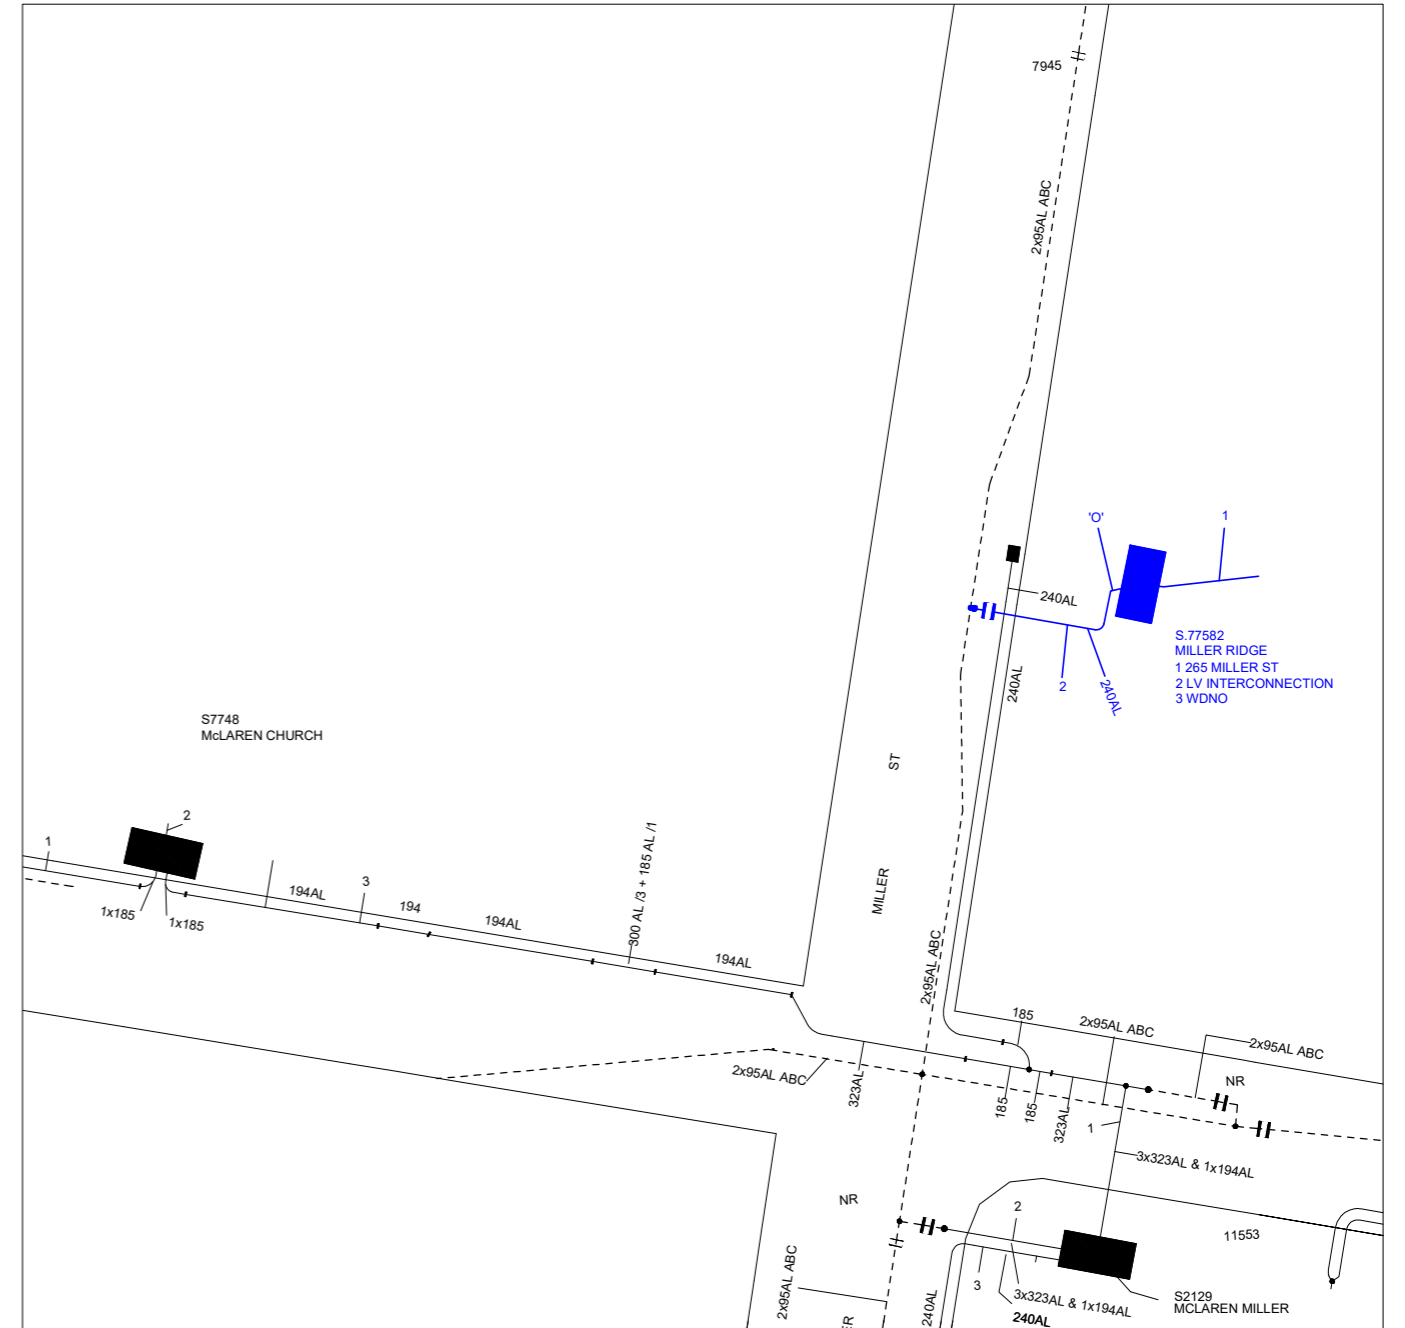 7945
2x95AL ABC
'O'
1
240AL
S.77582
MILLER RIDGE
1 265 MILLER ST
2 LV INTERCONNECTION
3 WDNO
2
240AL
240AL
S7748
McLAREN CHURCH
ST
MILLER
2
1
3
194AL
194
194AL
300 AL /3 + 185 AL /1
194AL
1x185
1x185
2x95AL ABC
185
2x95AL ABC
2x95AL ABC
NR
2x95AL ABC
323AL
185
185
323AL
1
3x323AL & 1x194AL
NR
2
11553
2x95AL ABC
3
3x323AL & 1x194AL
240AL
240AL
S2129
MCLAREN MILLER
ER